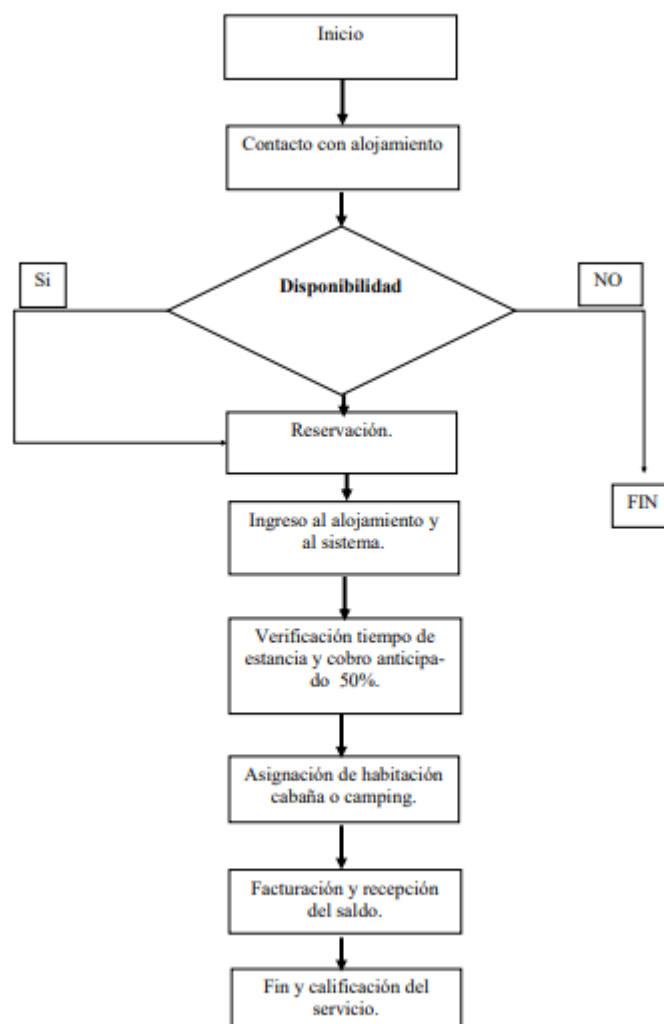 Inicio
Contacto con alojamiento
Si
Disponibilidad
NO
Reservación.
FIN
Ingreso al alojamiento y
al sistema.
Verificación tiempo de
estancia y cobro anticipa-
do 50%.
Asignación de habitación
cabaña o camping.
Facturación y recepción
del saldo.
Fin y calificación del
servicio.